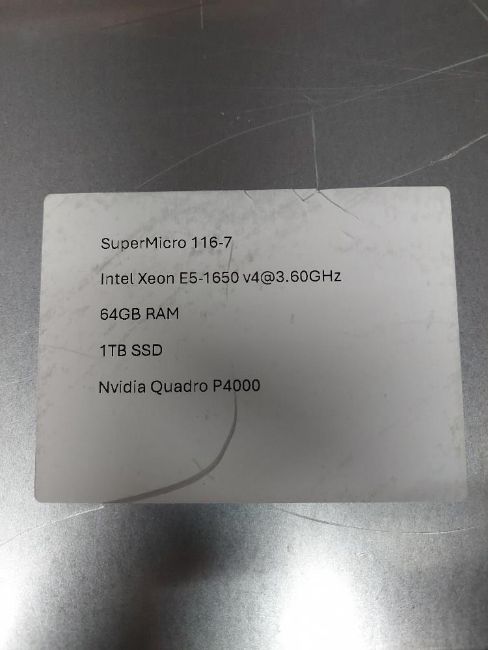 SuperMicro 116-7
Intel Xeon E5-1650 v4@3.60GHz
64GB RAM
1TB SSD
Nvidia Quadro P4000